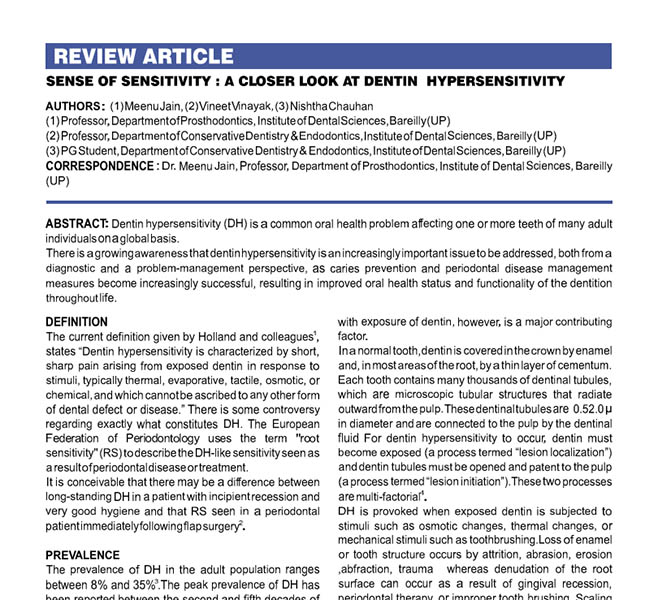 REVIEW ARTICLE
SENSE OF SENSITIVITY : A CLOSER LOOK AT DENTIN HYPERSENSITIVITY
AUTHORS: (1) Meenu Jain, (2) Vineet Vinayak, (3) Nishtha Chauhan
(1) Professor, Department of Prosthodontics, Institute of Dental Sciences, Bareilly (UP)
(2) Professor, Department of Conservative Dentistry & Endodontics, Institute of Dental Sciences, Bareilly (UP)
(3) PG Student, Department of Conservative Dentistry & Endodontics, Institute of Dental Sciences, Bareilly (UP)
CORRESPONDENCE : Dr. Meenu Jain, Professor, Department of Prosthodontics, Institute of Dental Sciences, Bareilly
(UP)
ABSTRACT: Dentin hypersensitivity (DH) is a common oral health problem affecting one or more teeth of many adult
individuals on a global basis.
There is a growing awareness that dentin hypersensitivity is an increasingly important issue to be addressed, both from a
diagnostic and a problem-management perspective, as caries prevention and periodontal disease management
measures become increasingly successful, resulting in improved oral health status and functionality of the dentition
throughout life.
DEFINITION
The current definition given by Holland and colleagues¹,
states "Dentin hypersensitivity is characterized by short,
sharp pain arising from exposed dentin in response to
stimuli, typically thermal, evaporative, tactile, osmotic, or
chemical, and which cannot be ascribed to any other form
of dental defect or disease." There is some controversy
regarding exactly what constitutes DH. The European
Federation of Periodontology uses the term "root
sensitivity" (RS) to describe the DH-like sensitivity seen as
a result of periodontal disease or treatment.
It is conceivable that there may be a difference between
long-standing DH in a patient with incipient recession and
very good hygiene and that RS seen in a periodontal
patient immediately following flap surgery².
PREVALENCE
The prevalence of DH in the adult population ranges
between 8% and 35%³.The peak prevalence of DH has
been reported between the second and fifth decades of
with exposure of dentin, however, is a major contributing
factor.
In a normal tooth, dentin is covered in the crown by enamel
and, in most areas of the root, by a thin layer of cementum.
Each tooth contains many thousands of dentinal tubules,
which are microscopic tubular structures that radiate
outward from the pulp. These dentinal tubules are 0.52.0 µ
in diameter and are connected to the pulp by the dentinal
fluid For dentin hypersensitivity to occur, dentin must
become exposed (a process termed "lesion localization")
and dentin tubules must be opened and patent to the pulp
(a process termed "lesion initiation"). These two processes
are multi-factorial⁴.
DH is provoked when exposed dentin is subjected to
stimuli such as osmotic changes, thermal changes, or
mechanical stimuli such as toothbrushing.Loss of enamel
or tooth structure occurs by attrition, abrasion, erosion
,abfraction, trauma whereas denudation of the root
surface can occur as a result of gingival recession,
periodontal therapy, or improper tooth brushing. Scaling